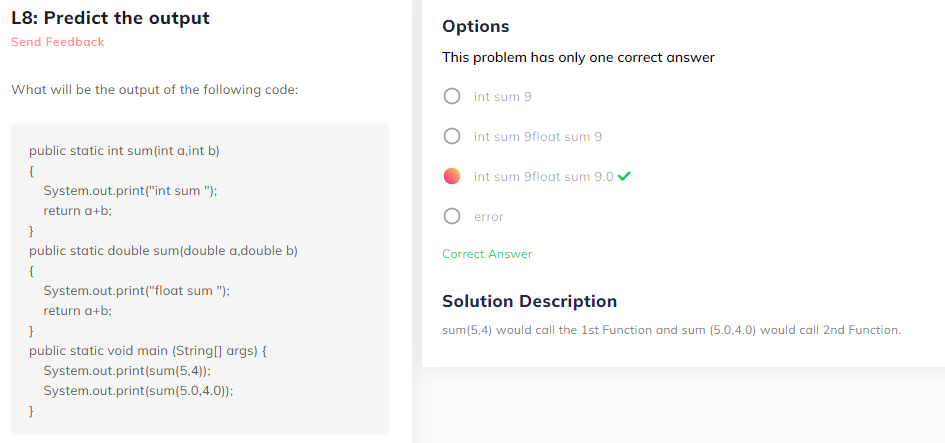 L8: Predict the output
Send Feedback
What will be the output of the following code:
public static int sum(int a,int b)
{
System.out.print("int sum ");
return a+b;
}
public static double sum(double a,double b)
{
System.out.print("float sum ");
return a+b;
}
public static void main (String[] args) {
System.out.print(sum(5,4));
System.out.print(sum(5.0,4.0));
}
Options
This problem has only one correct answer
int sum 9
int sum 9float sum 9
int sum 9float sum 9.0
error
Correct Answer
Solution Description
sum(5,4) would call the 1st Function and sum (5.0,4.0) would call 2nd Function.